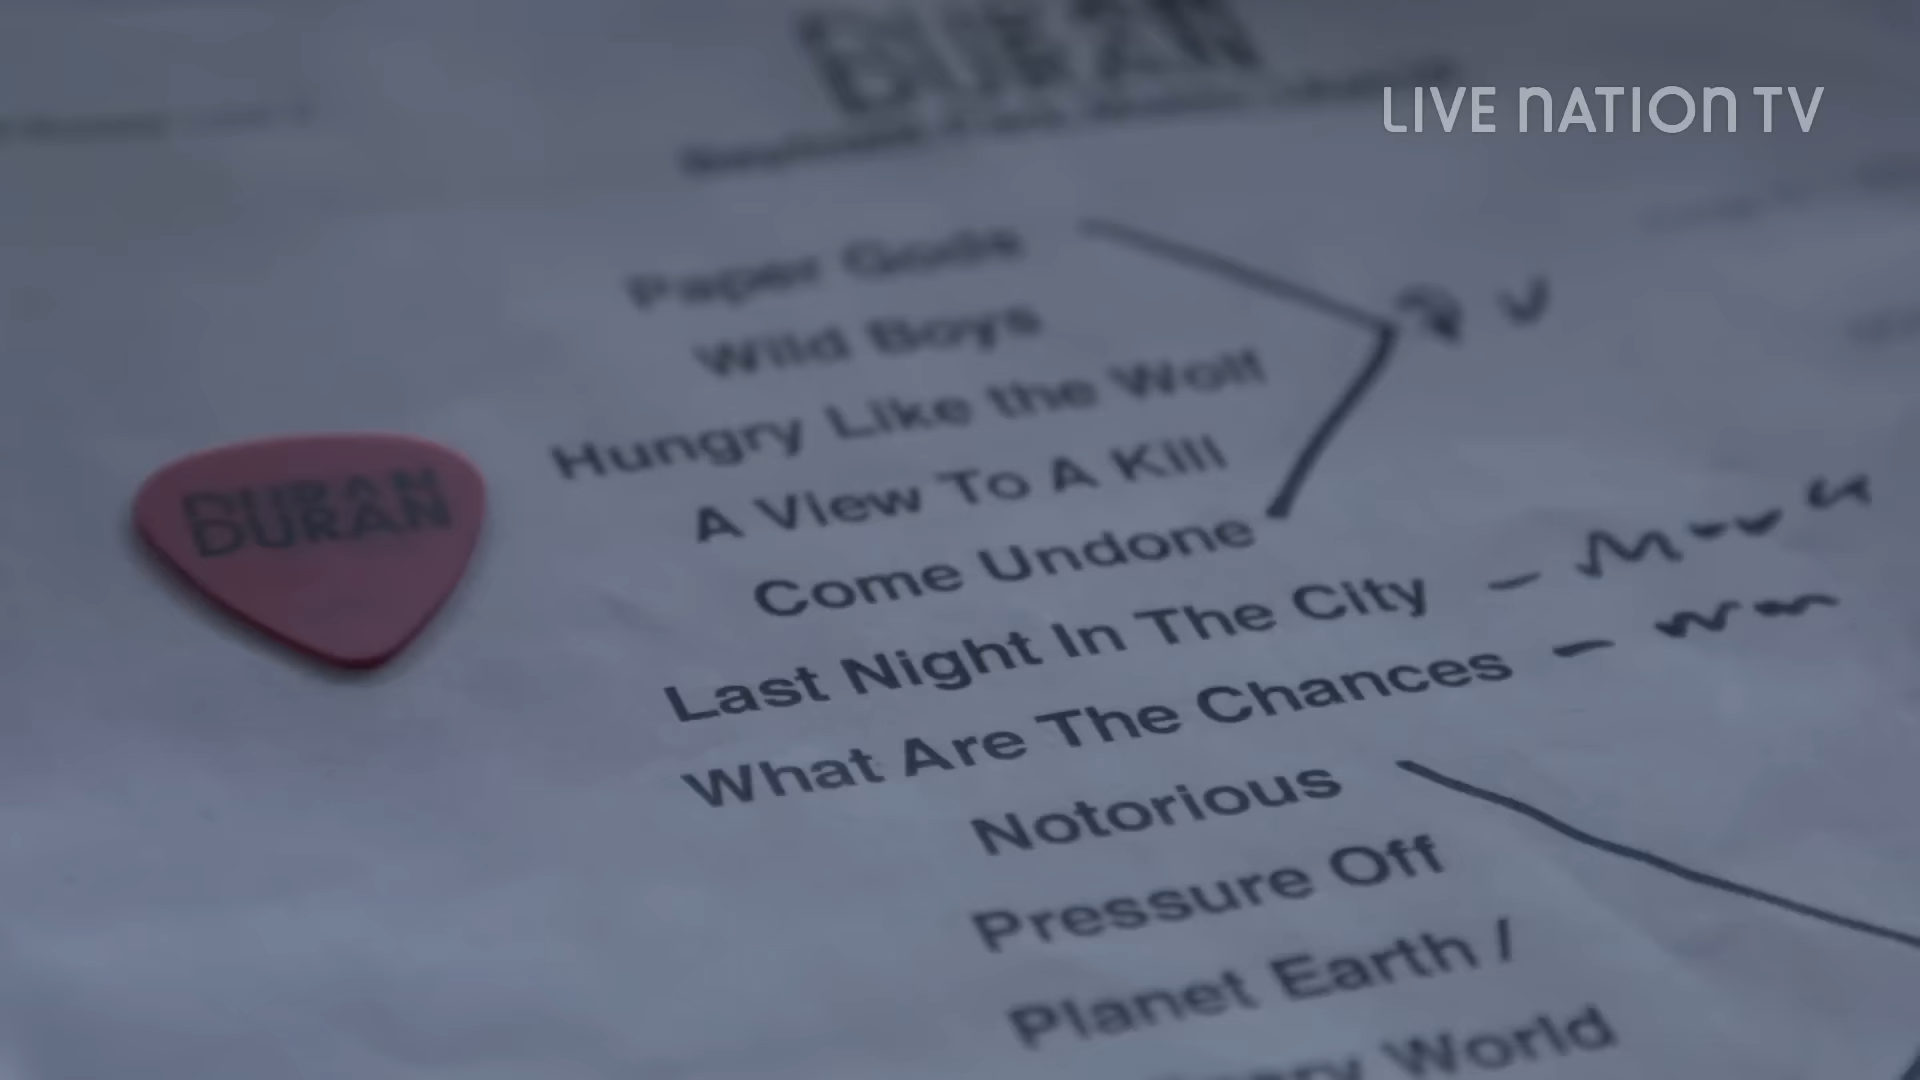 DURAN
LIVE NATION TV
Paper Gods
Wild Boys
Hungry Like the Wolf
A View To A Kill
Come Undone
Last Night In The City
What Are The Chances
Notorious
Pressure Off
Planet Earth /
World
DURAN
DURAN